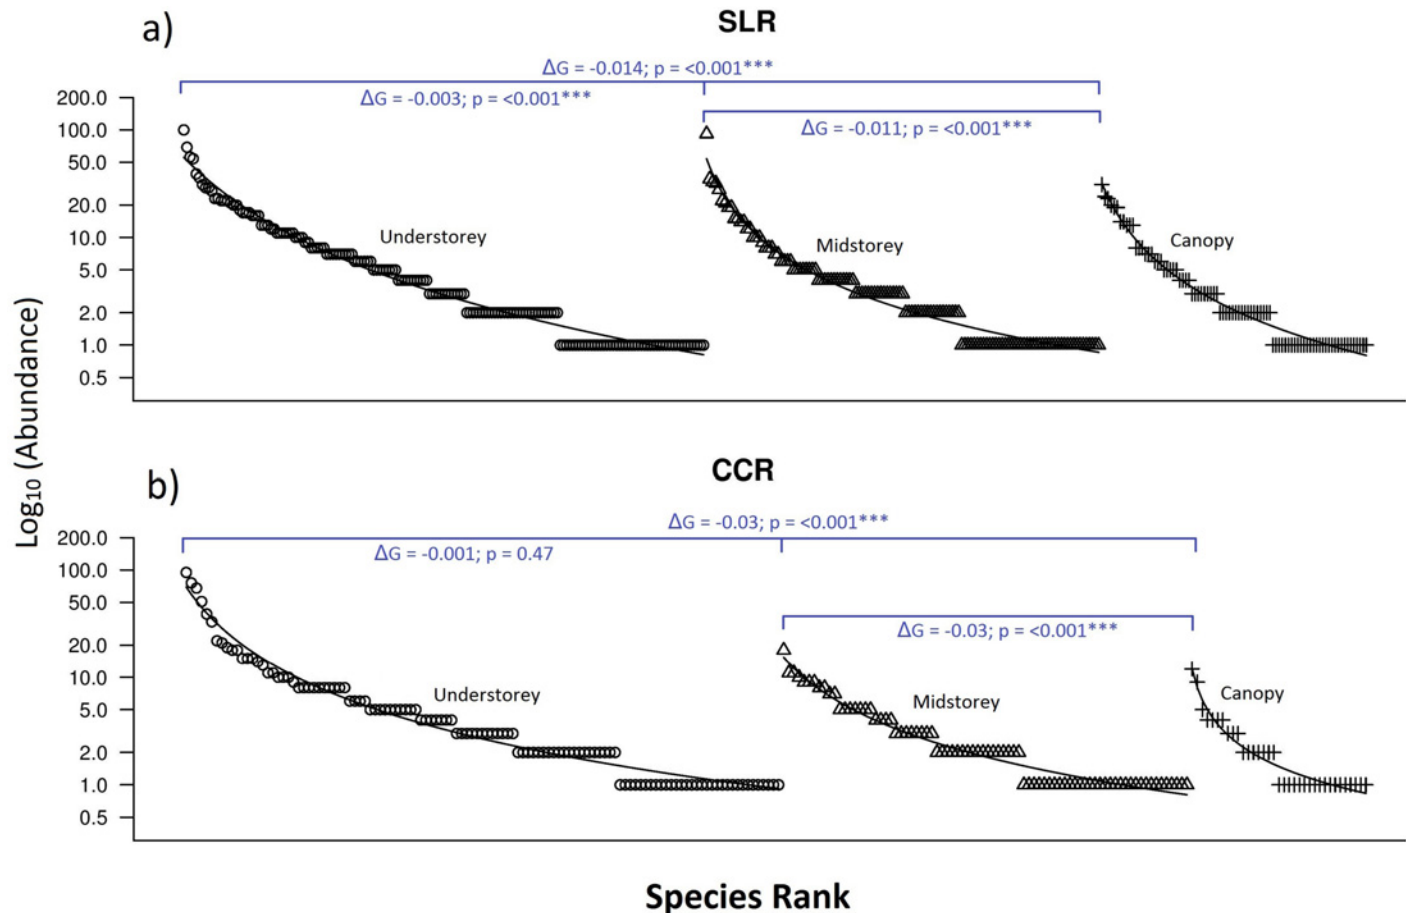 a)
SLR
ΔG = -0.014; p = <0.001***
ΔG = -0.003; p = <0.001***
ΔG = -0.011; p = <0.001***
200.0
100.0
50.0
20.0
10.0
5.0
2.0
1.0
0.5
Understorey
Midstorey
Canopy
Log₁₀ (Abundance)
b)
CCR
ΔG = -0.03; p = <0.001***
ΔG = -0.001; p = 0.47
ΔG = -0.03; p = <0.001***
200.0
100.0
50.0
20.0
10.0
5.0
2.0
1.0
0.5
Understorey
Midstorey
Canopy
Species Rank